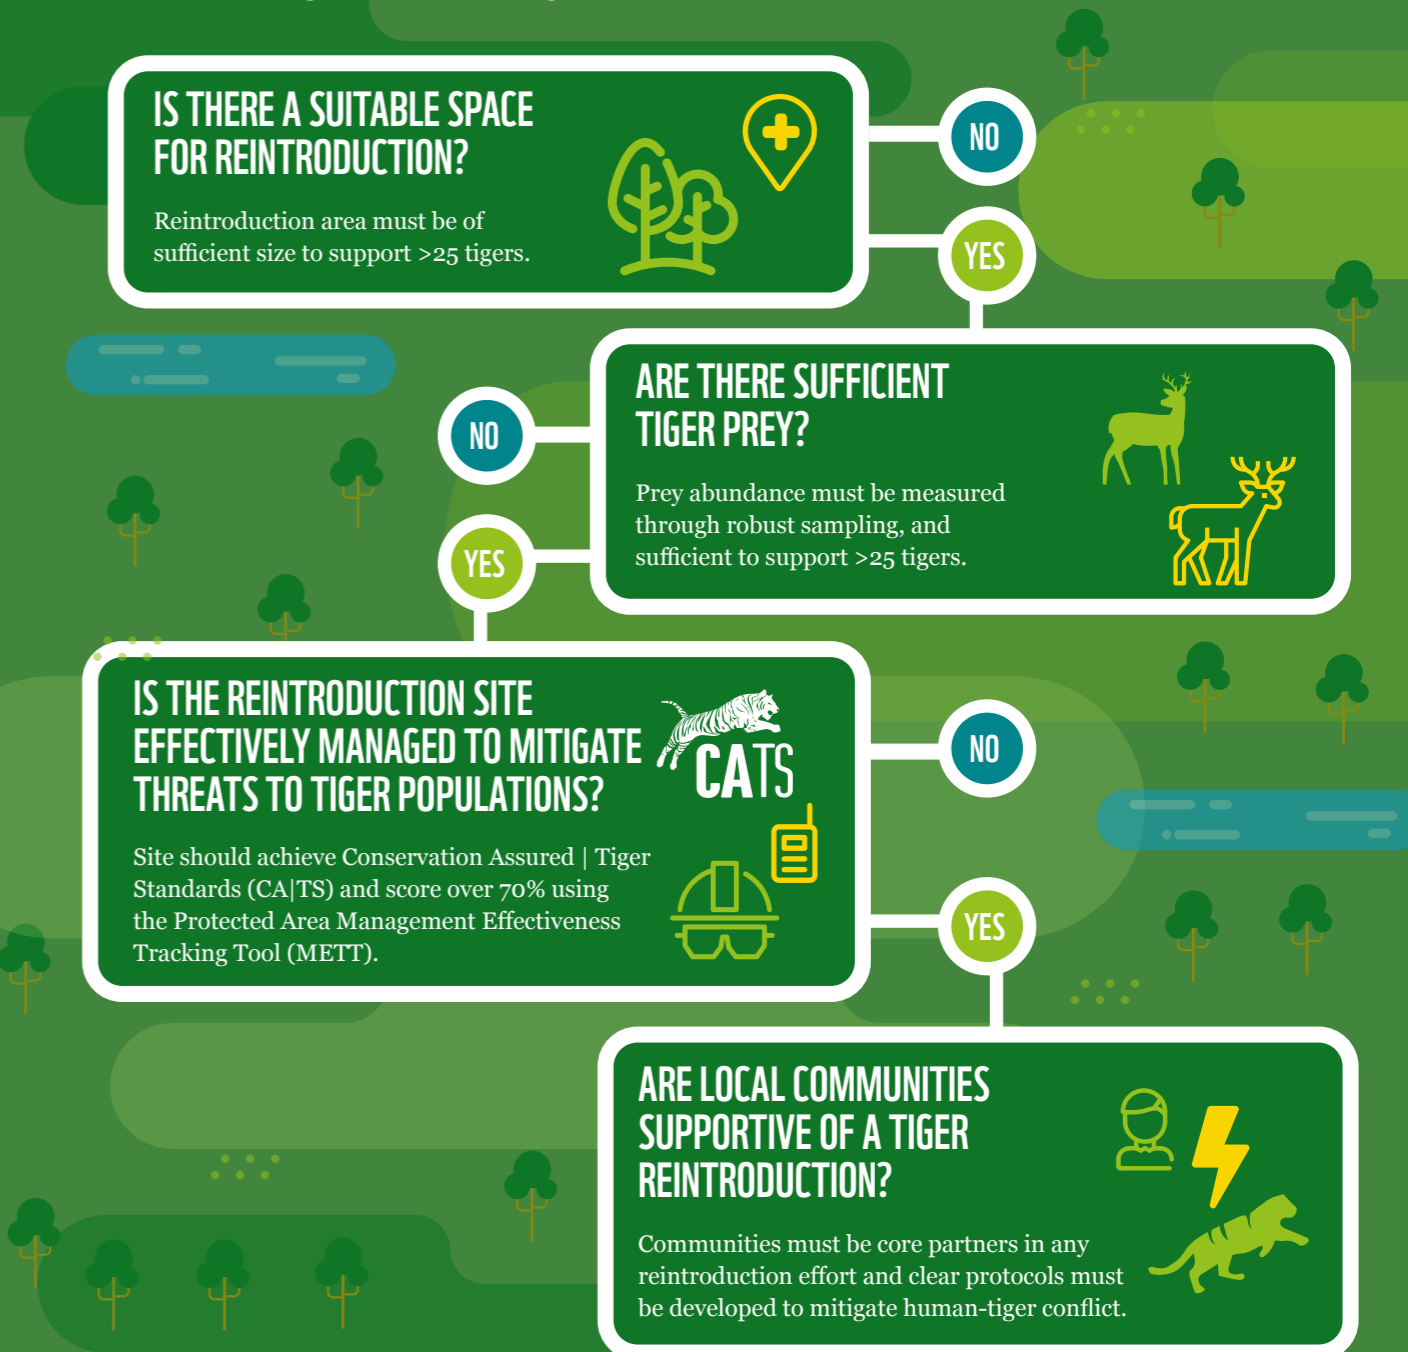 IS THERE A SUITABLE SPACE
FOR REINTRODUCTION?
Reintroduction area must be of
sufficient size to support >25 tigers.
NO
YES
ARE THERE SUFFICIENT
TIGER PREY?
Prey abundance must be measured
through robust sampling, and
sufficient to support >25 tigers.
NO
YES
IS THE REINTRODUCTION SITE
EFFECTIVELY MANAGED TO MITIGATE
THREATS TO TIGER POPULATIONS?
CATS
Site should achieve Conservation Assured | Tiger
Standards (CA|TS) and score over 70% using
the Protected Area Management Effectiveness
Tracking Tool (METT).
NO
YES
ARE LOCAL COMMUNITIES
SUPPORTIVE OF A TIGER
REINTRODUCTION?
Communities must be core partners in any
reintroduction effort and clear protocols must
be developed to mitigate human-tiger conflict.